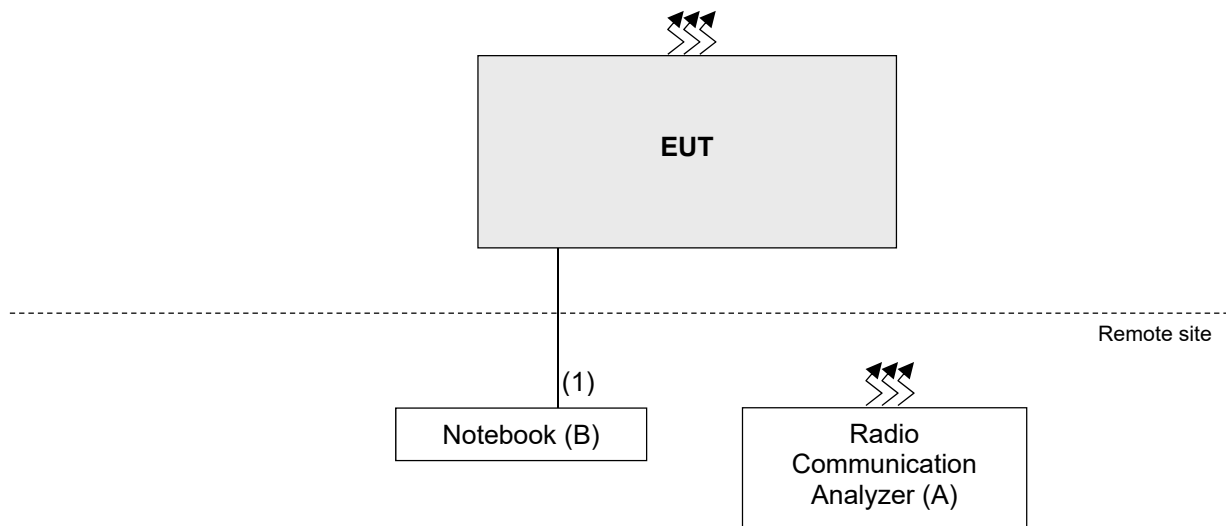 EUT
Remote site
(1)
Notebook (B)
Radio
Communication
Analyzer (A)